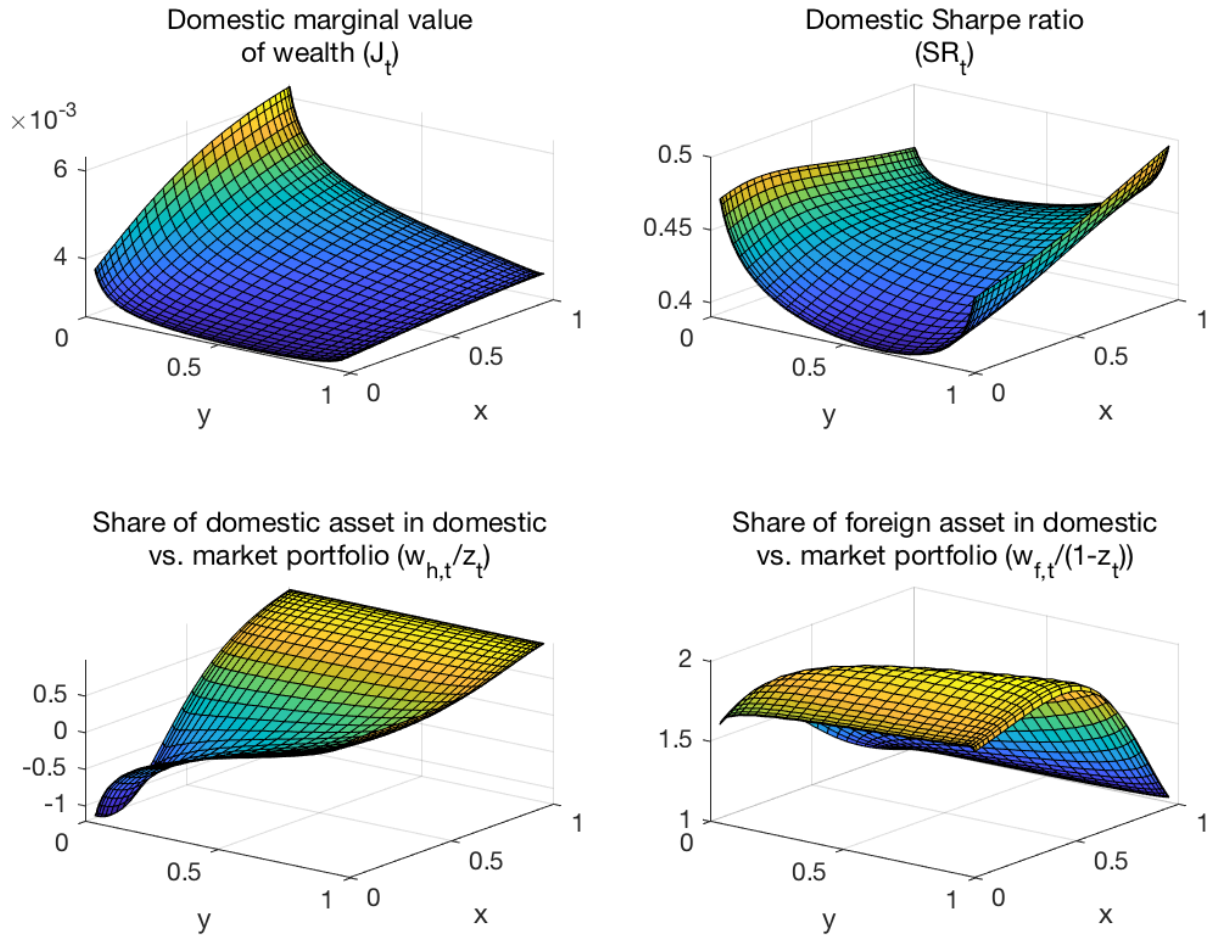 Domestic marginal value
of wealth (J_t)
×10^-3
6
4
0
0.5
1
y
0
0.5
1
x
Domestic Sharpe ratio
(SR_t)
0.5
0.45
0.4
0
0.5
1
y
0
0.5
1
x
Share of domestic asset in domestic
vs. market portfolio (w_h,t/z_t)
0.5
0
-0.5
-1
0
0.5
1
y
0
0.5
1
x
Share of foreign asset in domestic
vs. market portfolio (w_f,t/(1-z_t))
2
1.5
1
0
0.5
1
y
0
0.5
1
x